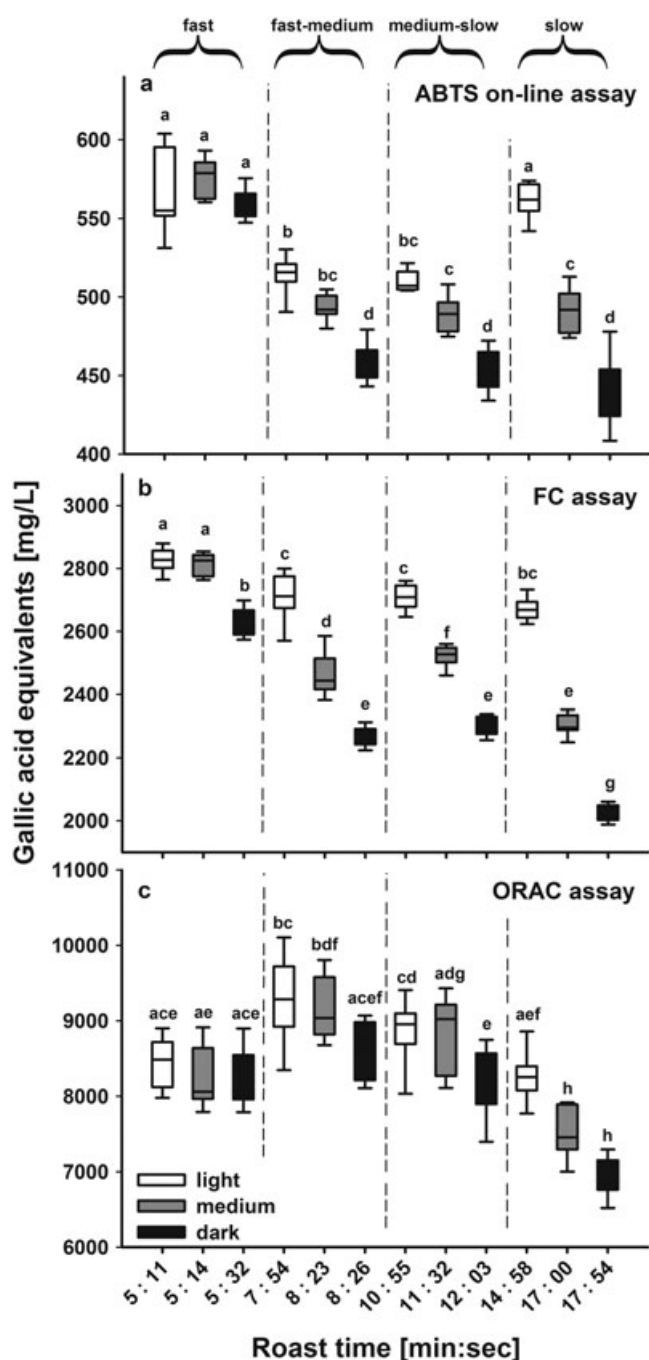 fast fast-medium medium-slow slow
a ABTS on-line assay
a a a b bc d bc c d a c d
600
550
500
450
400
b FC assay
a a b c d e c f e bc e g
3000
2800
2600
2400
2200
2000
c ORAC assay
ace ae ace bc bdf acef cd adg e aef h h
11000
10000
9000
8000
7000
6000
light
medium
dark
Gallic acid equivalents [mg/L]
5 : 11 5 : 14 5 : 32 7 : 54 8 : 23 8 : 26 10 : 55 11 : 32 12 : 03 14 : 58 17 : 00 17 : 54
Roast time [min:sec]